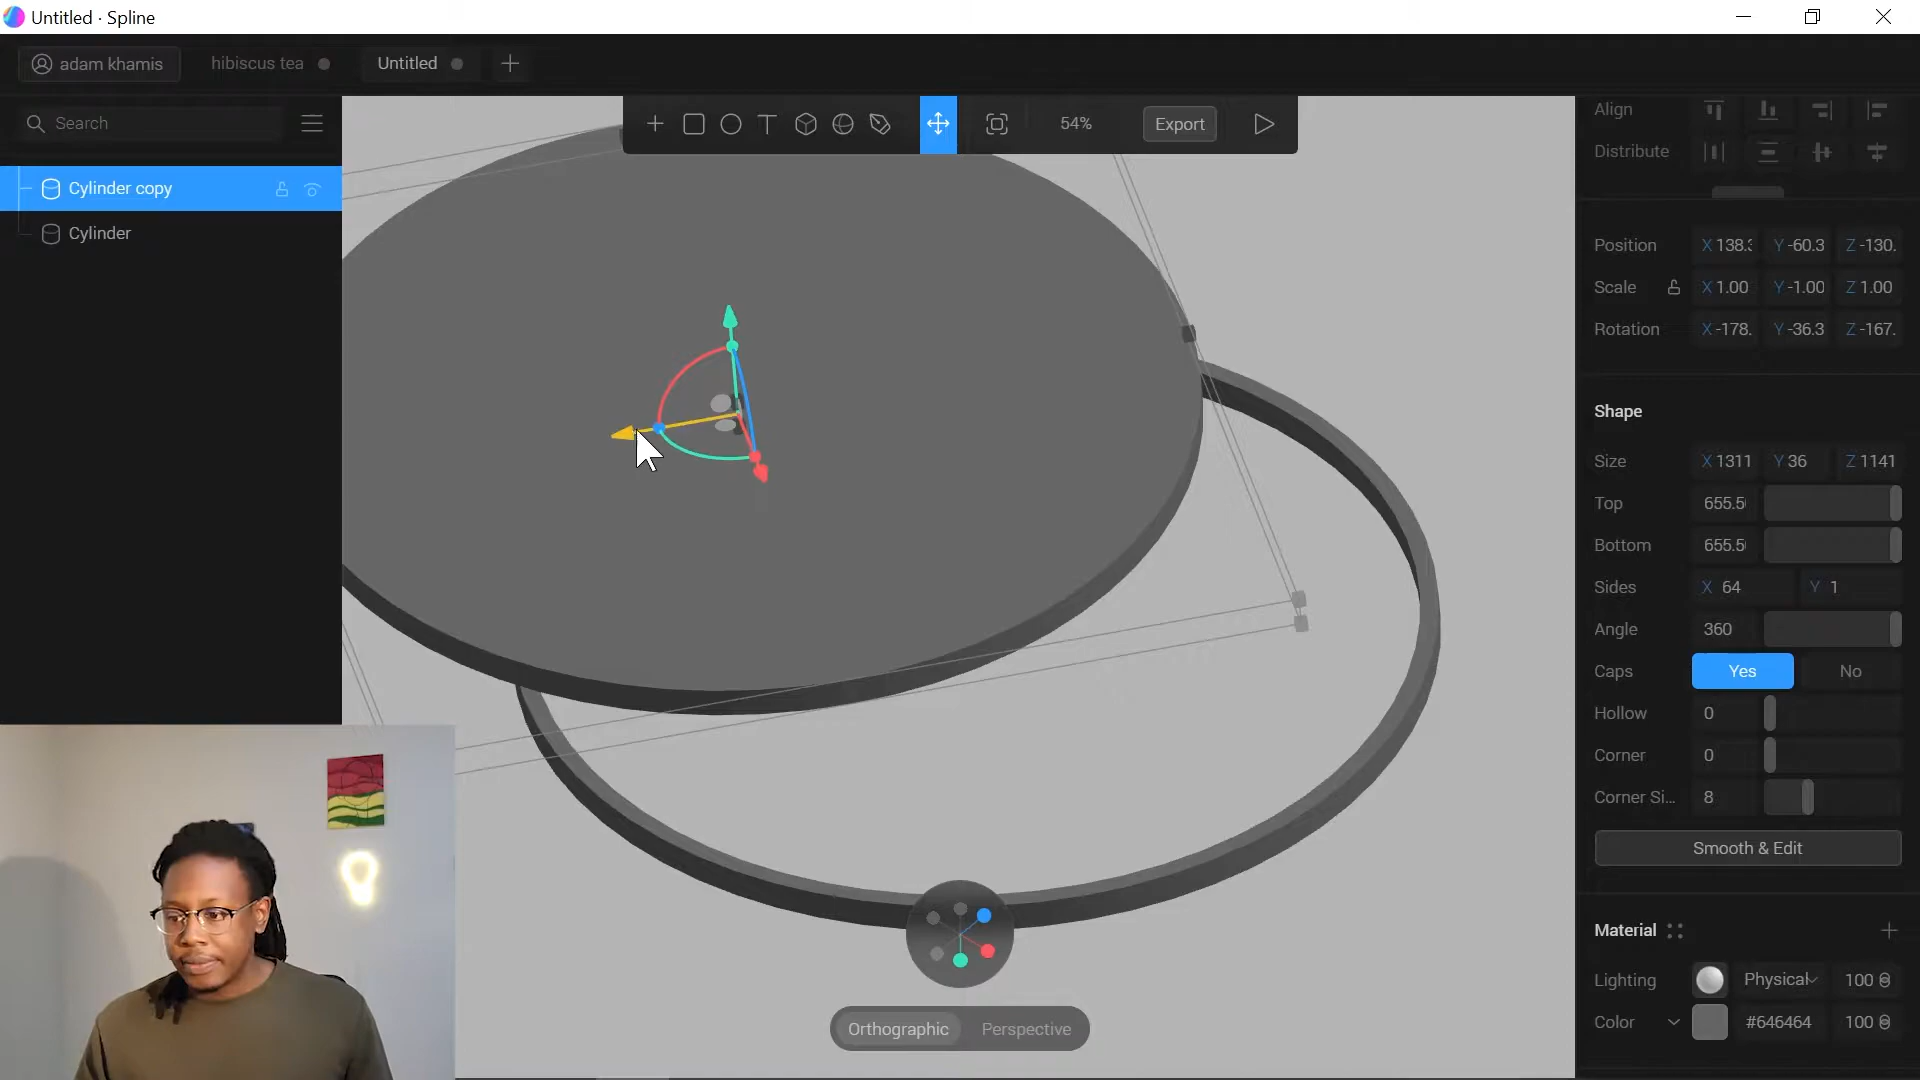 Untitled · Spline
adam khamis
hibiscus tea
Untitled
Search
54%
Export
Cylinder copy
Cylinder
Align
Distribute
Position X 138.3 Y -60.3 Z -130.
Scale X 1.00 Y -1.00 Z 1.00
Rotation X -178. Y -36.3 Z -167.
Shape
Size X 1311 Y 36 Z 1141
Top 655.5
Bottom 655.5
Sides X 64 Y 1
Angle 360
Caps Yes No
Hollow 0
Corner 0
Corner Si... 8
Smooth & Edit
Material
Lighting Physical 100
Color #646464 100
Orthographic Perspective